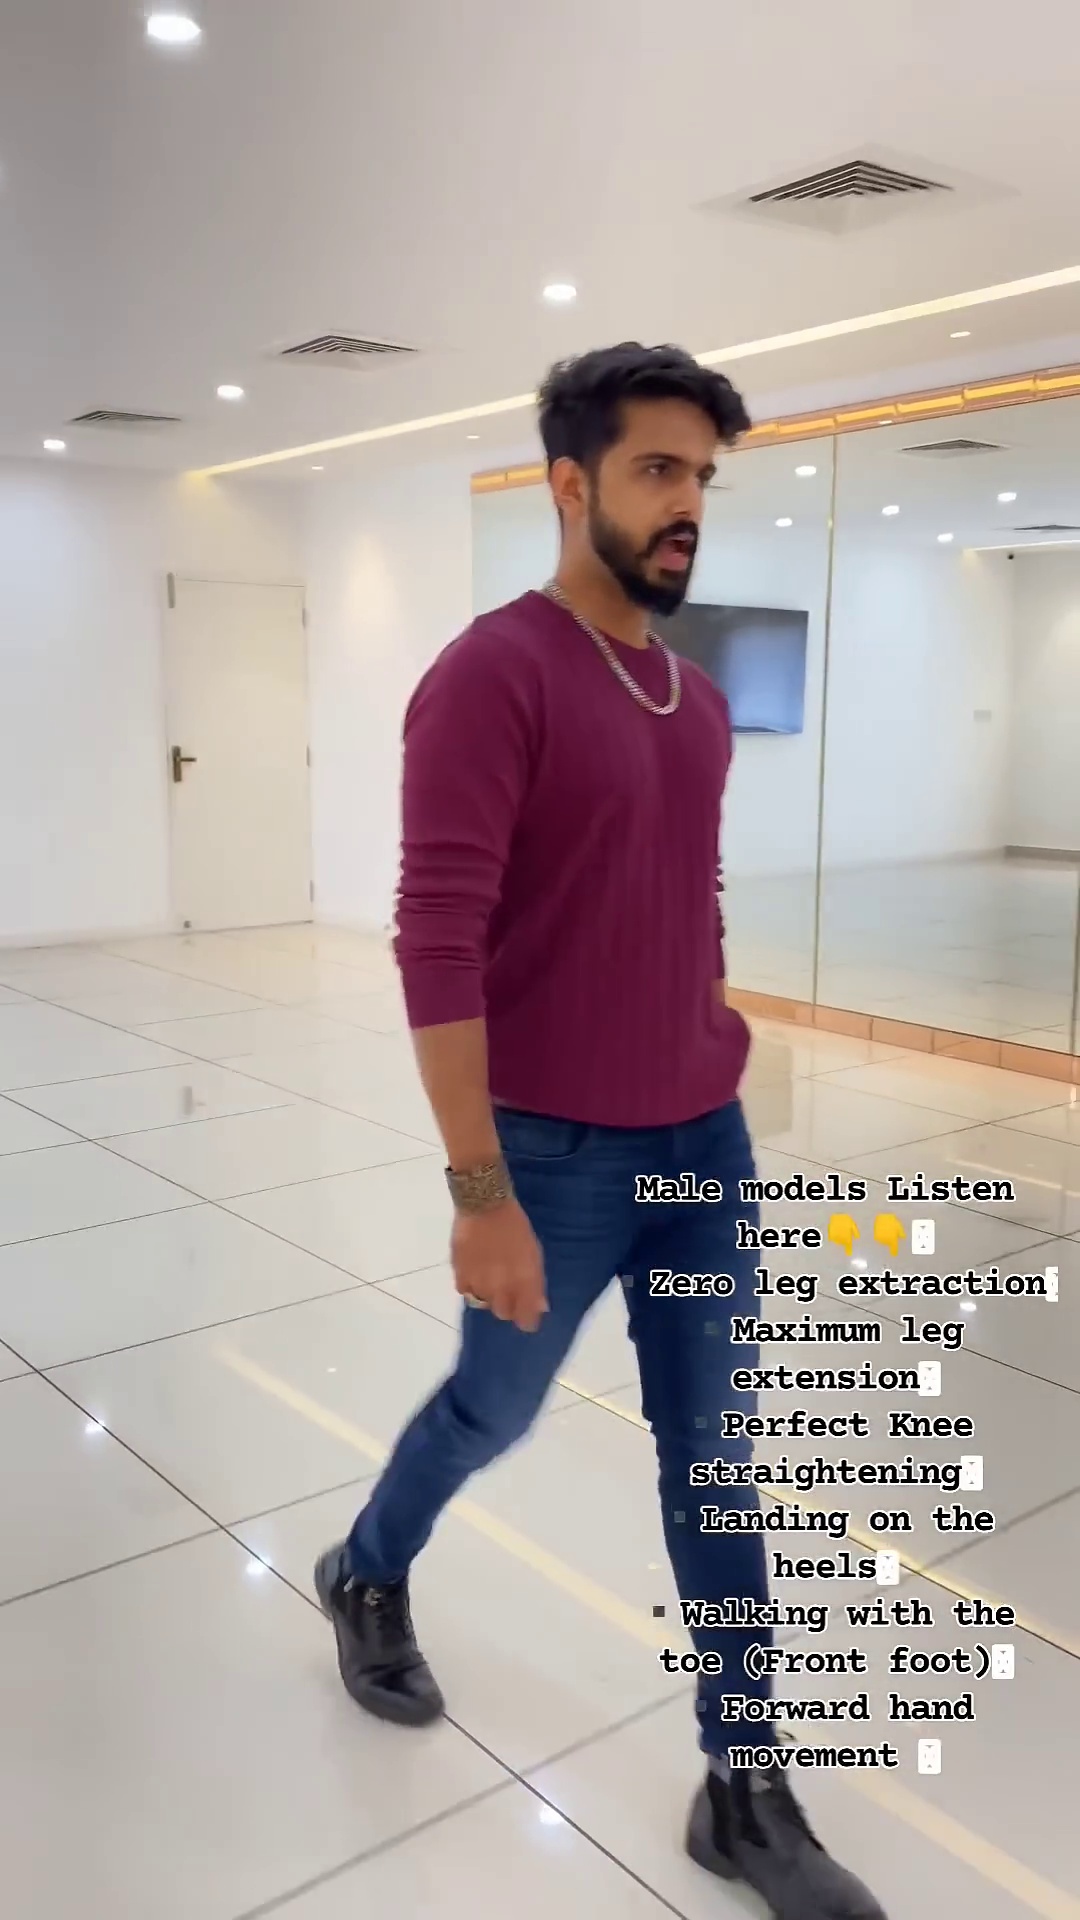 Male models Listen
here👇👇
▪ Zero leg extraction
▪ Maximum leg
extension
▪ Perfect Knee
straightening
▪ Landing on the
heels
▪ Walking with the
toe (Front foot)
▪ Forward hand
movement